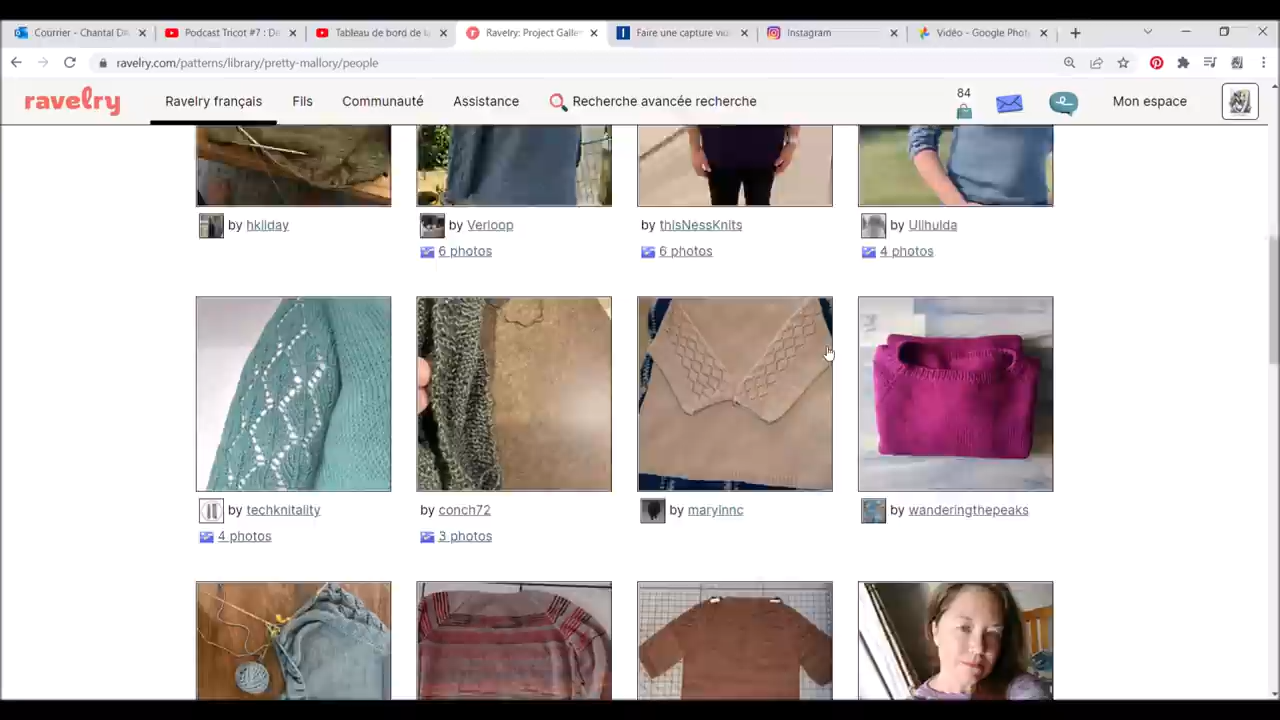 Courrier - Chantal Di
Podcast Tricot #7 : De
Tableau de bord de la
Ravelry: Project Galle
Faire une capture vid
Instagram
Vidéo - Google Phot
ravelry.com/patterns/library/pretty-mallory/people
ravelry
Ravelry français
Fils
Communauté
Assistance
Recherche avancée recherche
84
Mon espace
by hkliday
by Verloop
by thisNessKnits
by Ullhulda
6 photos
6 photos
4 photos
by techknitality
by conch72
by marylnnc
by wanderingthepeaks
4 photos
3 photos